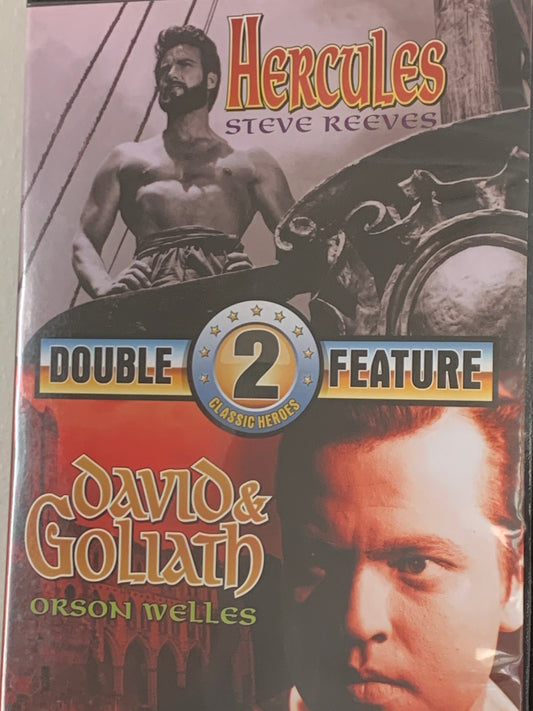 HERCULES
STEVE REEVES
DOUBLE 2 FEATURE
CLASSIC HEROES
DAVID &
GOLIATH
ORSON WELLES